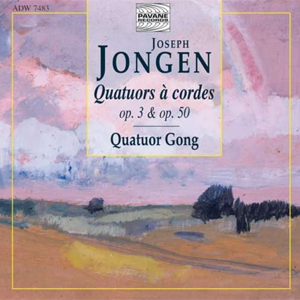 ADW 7483
PAVANE
RECORDS
JOSEPH
JONGEN
Quatuors à cordes
op. 3 & op. 50
Quatuor Gong